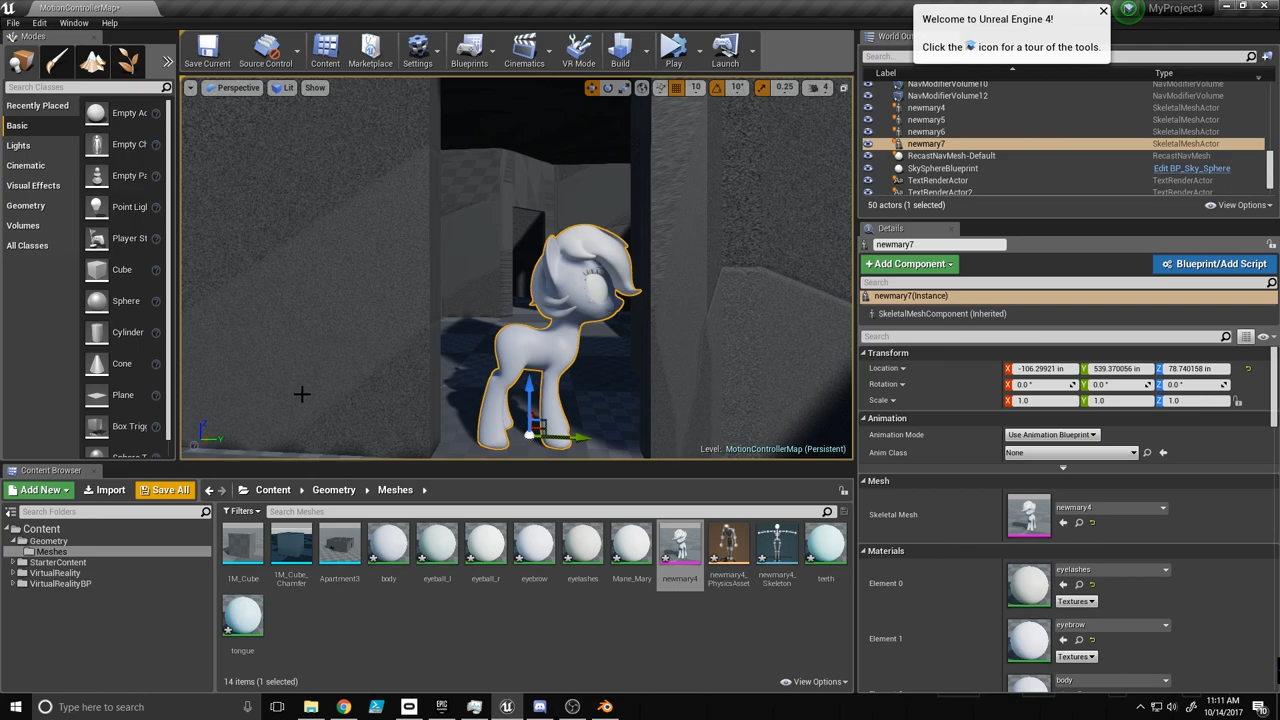 MotionControllerMap*
MyProject3
Welcome to Unreal Engine 4!
Click the icon for a tour of the tools.
File Edit Window Help
Modes
Search Classes
Recently Placed
Basic
Lights
Cinematic
Visual Effects
Geometry
Volumes
All Classes
Empty Ac
Empty Ch
Empty Pa
Point Ligh
Player St
Cube
Sphere
Cylinder
Cone
Plane
Box Trigg
Save Current
Source Control
Content
Marketplace
Settings
Blueprints
Cinematics
VR Mode
Build
Play
Launch
Perspective
Lit
Show
10
10°
0.25
4
Level: MotionControllerMap (Persistent)
World Ou
Search...
Label Type
NavModifierVolume10 NavModifierVolume
NavModifierVolume12 NavModifierVolume
newmary4 SkeletalMeshActor
newmary5 SkeletalMeshActor
newmary6 SkeletalMeshActor
newmary7 SkeletalMeshActor
RecastNavMesh-Default RecastNavMesh
SkySphereBlueprint Edit BP_Sky_Sphere
TextRenderActor TextRenderActor
TextRenderActor2 TextRenderActor
50 actors (1 selected)
View Options
Details
newmary7
+ Add Component
Blueprint/Add Script
Search
newmary7(Instance)
SkeletalMeshComponent (Inherited)
Search
Transform
Location X -106.29921 in Y 539.370056 in Z 78.740158 in
Rotation X 0.0 ° Y 0.0 ° Z 0.0 °
Scale X 1.0 Y 1.0 Z 1.0
Animation
Animation Mode Use Animation Blueprint
Anim Class None
Mesh
Skeletal Mesh newmary4
Materials
Element 0 eyelashes
Textures
Element 1 eyebrow
Textures
body
Content Browser
Add New
Import
Save All
Content Geometry Meshes
Search Folders
Filters
Search Meshes
Content
Geometry
Meshes
StarterContent
VirtualReality
VirtualRealityBP
1M_Cube
1M_Cube_Chamfer
Apartment3
body
eyeball_l
eyeball_r
eyebrow
eyelashes
Mane_Mary
newmary4
newmary4_PhysicsAsset
newmary4_Skeleton
teeth
tongue
14 items (1 selected)
View Options
Type here to search
11:11 AM
10/14/2017